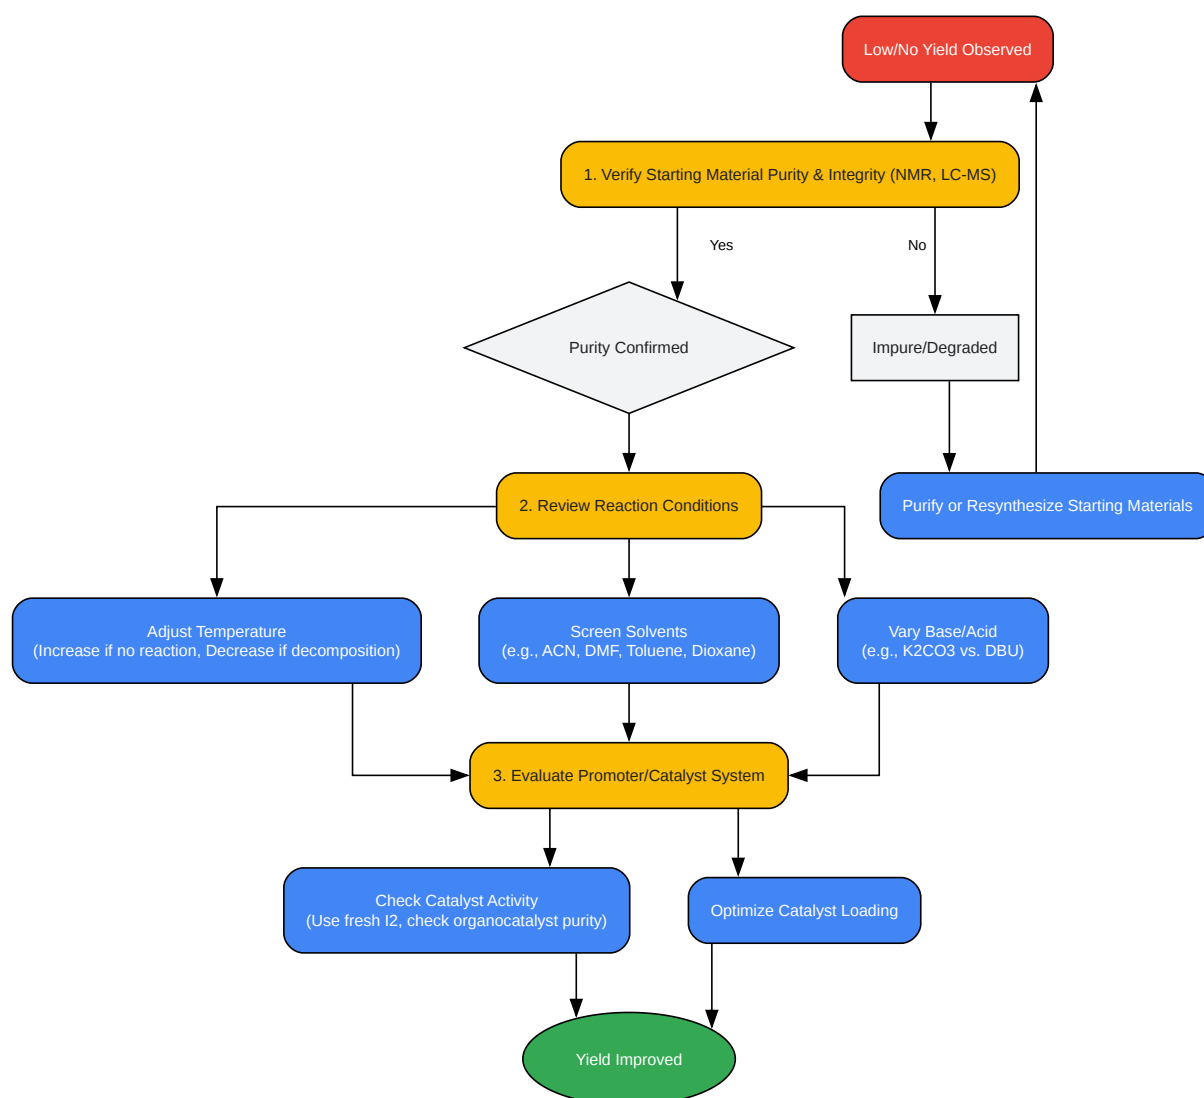 Low/No Yield Observed
1. Verify Starting Material Purity & Integrity (NMR, LC-MS)
Yes
No
Purity Confirmed
Impure/Degraded
2. Review Reaction Conditions
Purify or Resynthesize Starting Materials
Adjust Temperature
(Increase if no reaction, Decrease if decomposition)
Screen Solvents
(e.g., ACN, DMF, Toluene, Dioxane)
Vary Base/Acid
(e.g., K2CO3 vs. DBU)
3. Evaluate Promoter/Catalyst System
Check Catalyst Activity
(Use fresh I2, check organocatalyst purity)
Optimize Catalyst Loading
Yield Improved